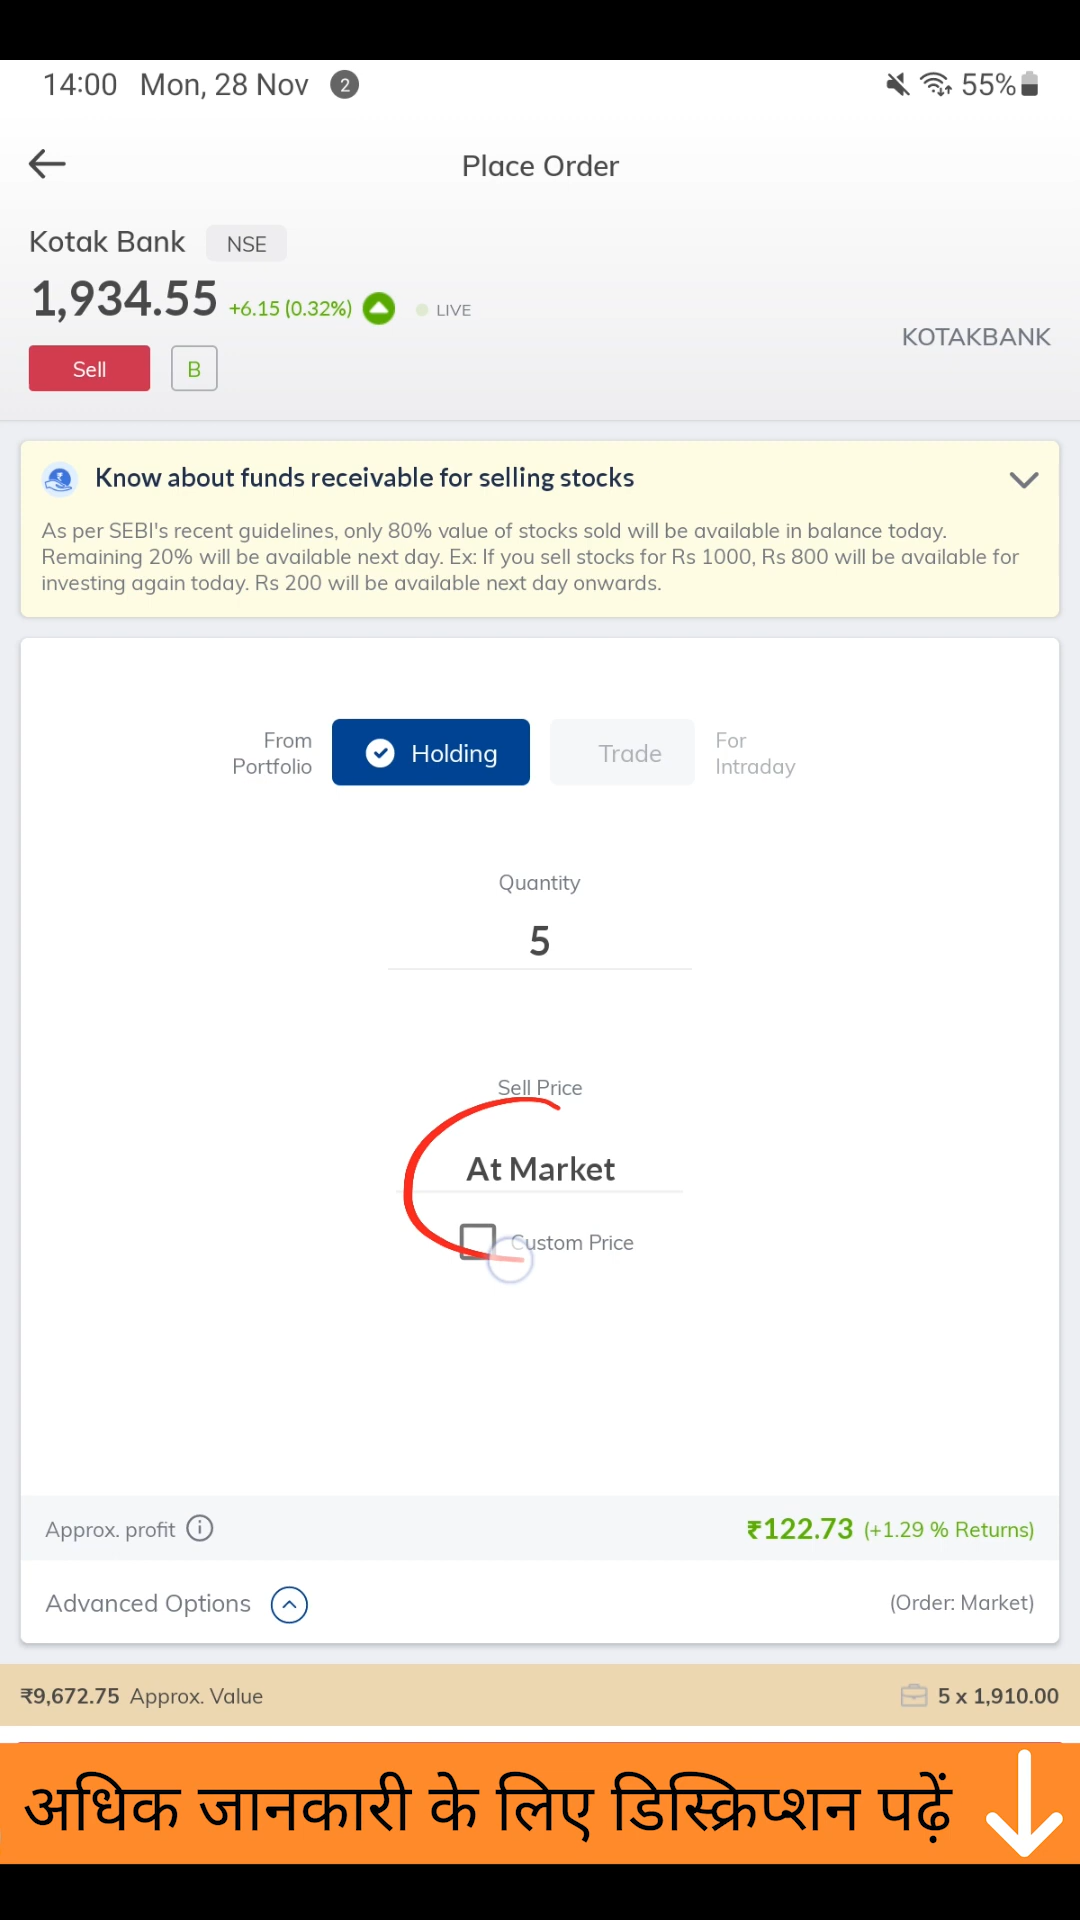 14:00 Mon, 28 Nov 2 55%
Place Order
Kotak Bank NSE
1,934.55 +6.15 (0.32%) LIVE
KOTAKBANK
Sell B
Know about funds receivable for selling stocks
As per SEBI's recent guidelines, only 80% value of stocks sold will be available in balance today.
Remaining 20% will be available next day. Ex: If you sell stocks for Rs 1000, Rs 800 will be available for
investing again today. Rs 200 will be available next day onwards.
From Portfolio Holding Trade For Intraday
Quantity
5
Sell Price
At Market
Custom Price
Approx. profit ₹122.73 (+1.29 % Returns)
Advanced Options (Order: Market)
₹9,672.75 Approx. Value 5 x 1,910.00
अधिक जानकारी के लिए डिस्क्रिप्शन पढ़ें